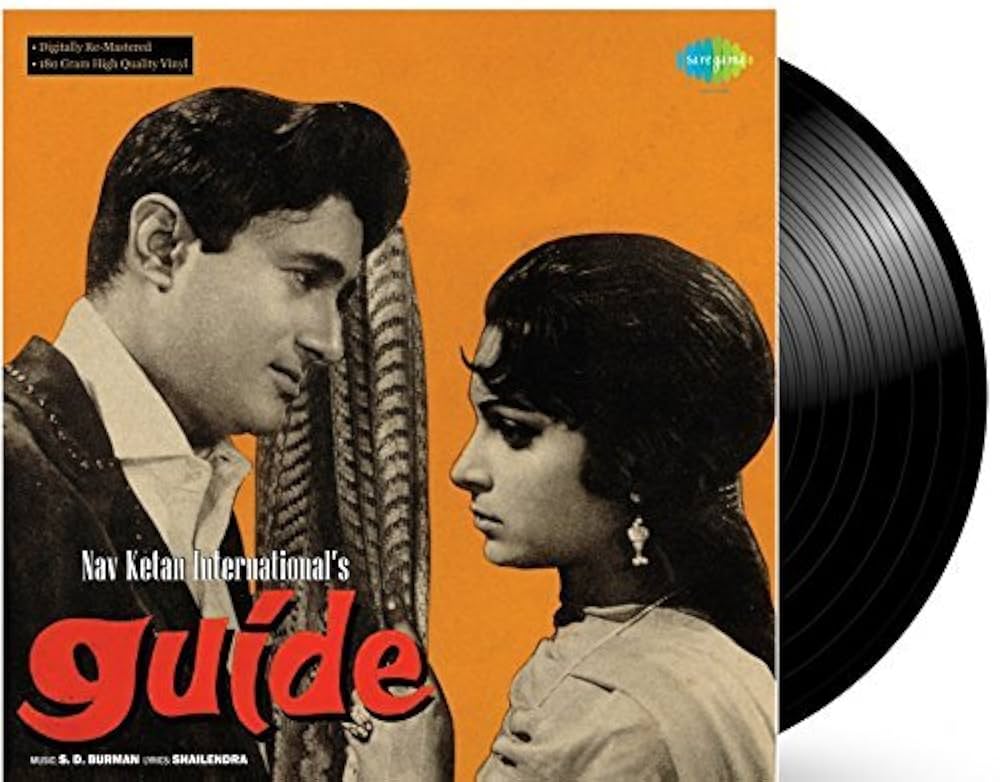 • Digitally Re-Mastered
• 180 Gram High Quality Vinyl
saregama
Nav Ketan International's
guide
MUSIC: S. D. BURMAN LYRICS: SHAILENDRA